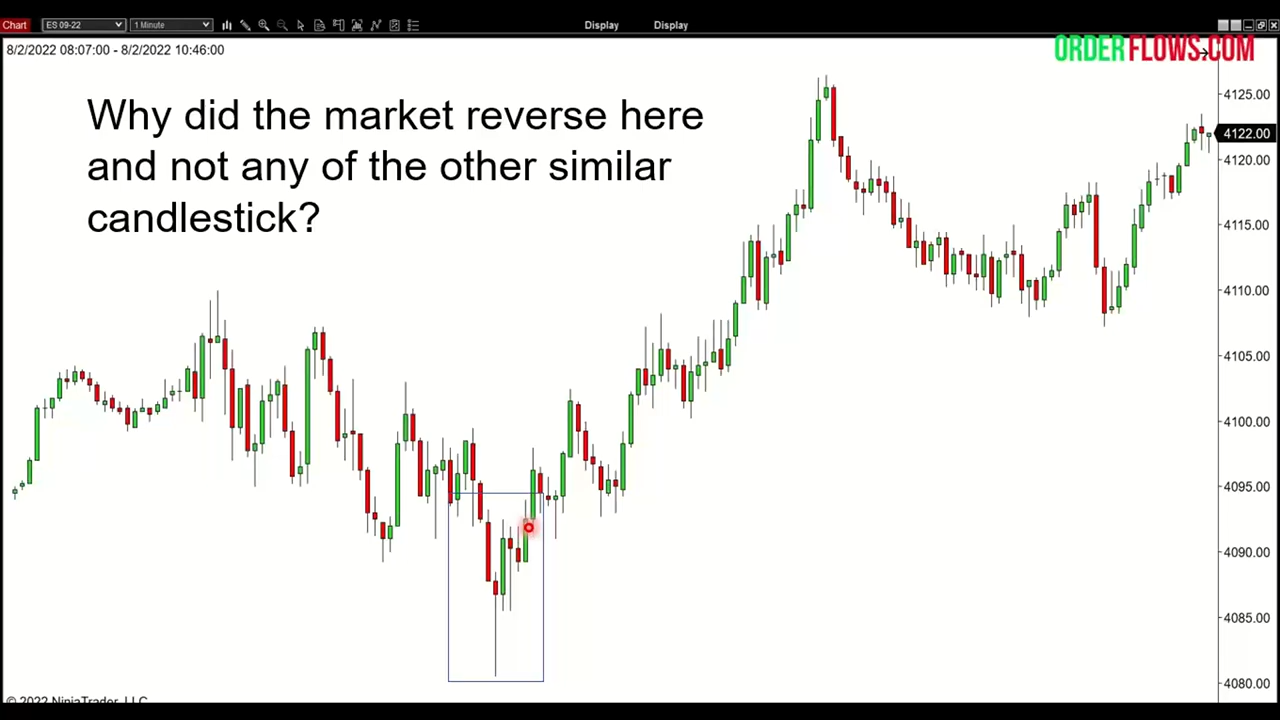 Chart ES 09-22 1 Minute Display Display
8/2/2022 08:07:00 - 8/2/2022 10:46:00
ORDERFLOWS.COM
Why did the market reverse here
and not any of the other similar
candlestick?
4125.00
4122.00
4120.00
4115.00
4110.00
4105.00
4100.00
4095.00
4090.00
4085.00
4080.00
© 2022 NinjaTrader, LLC